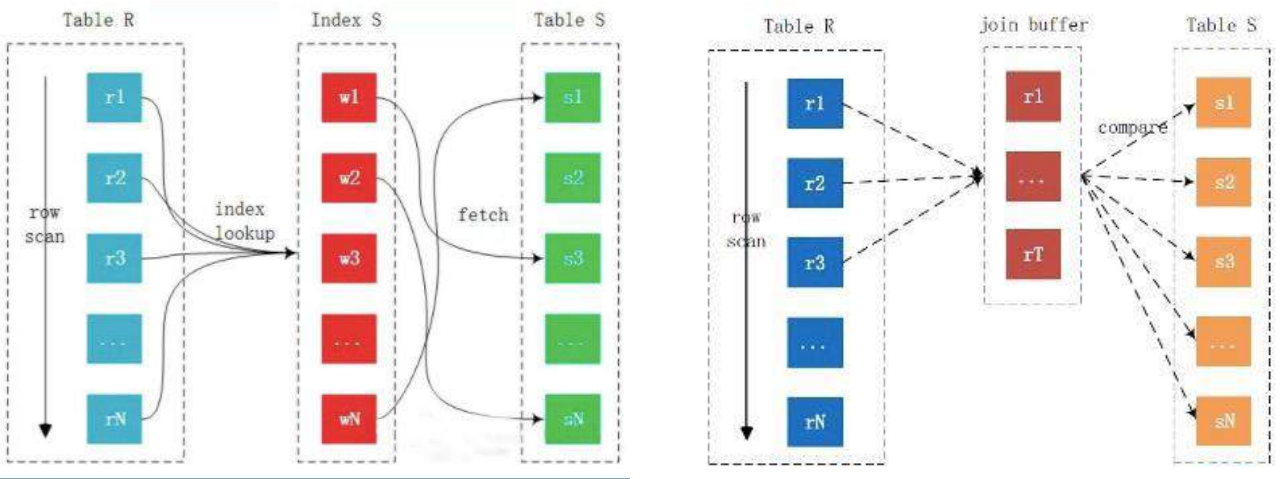 Table R
Index S
Table S
r1
w1
s1
r2
w2
s2
row
scan
index
lookup
fetch
r3
w3
s3
...
...
...
rN
wN
sN
Table R
join buffer
Table S
r1
r1
s1
compare
r2
...
s2
row
scan
r3
rT
s3
...
...
rN
sN